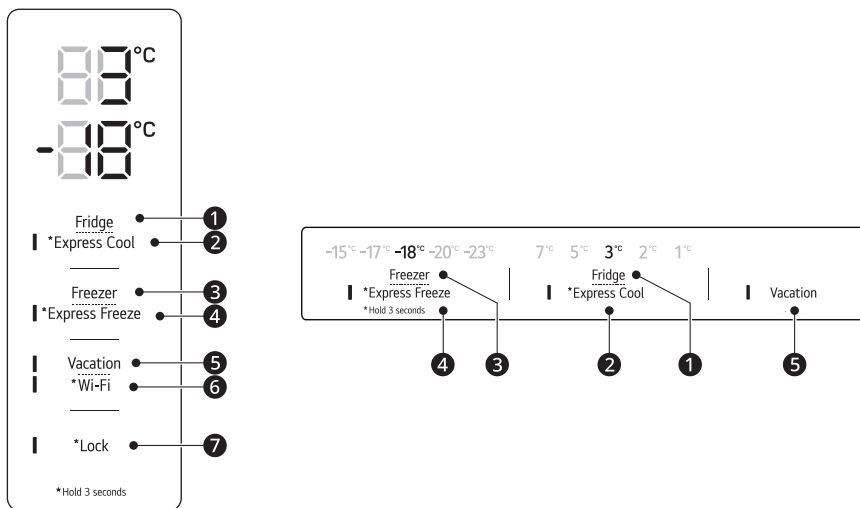 3°C
-18°C
Fridge
*Express Cool
Freezer
*Express Freeze
Vacation
*Wi-Fi
*Lock
*Hold 3 seconds
1
2
3
4
5
6
7
-15°C -17°C -18°C -20°C -23°C
7°C 5°C 3°C 2°C 1°C
Freezer
*Express Freeze
*Hold 3 seconds
Fridge
*Express Cool
Vacation
4
3
2
1
5